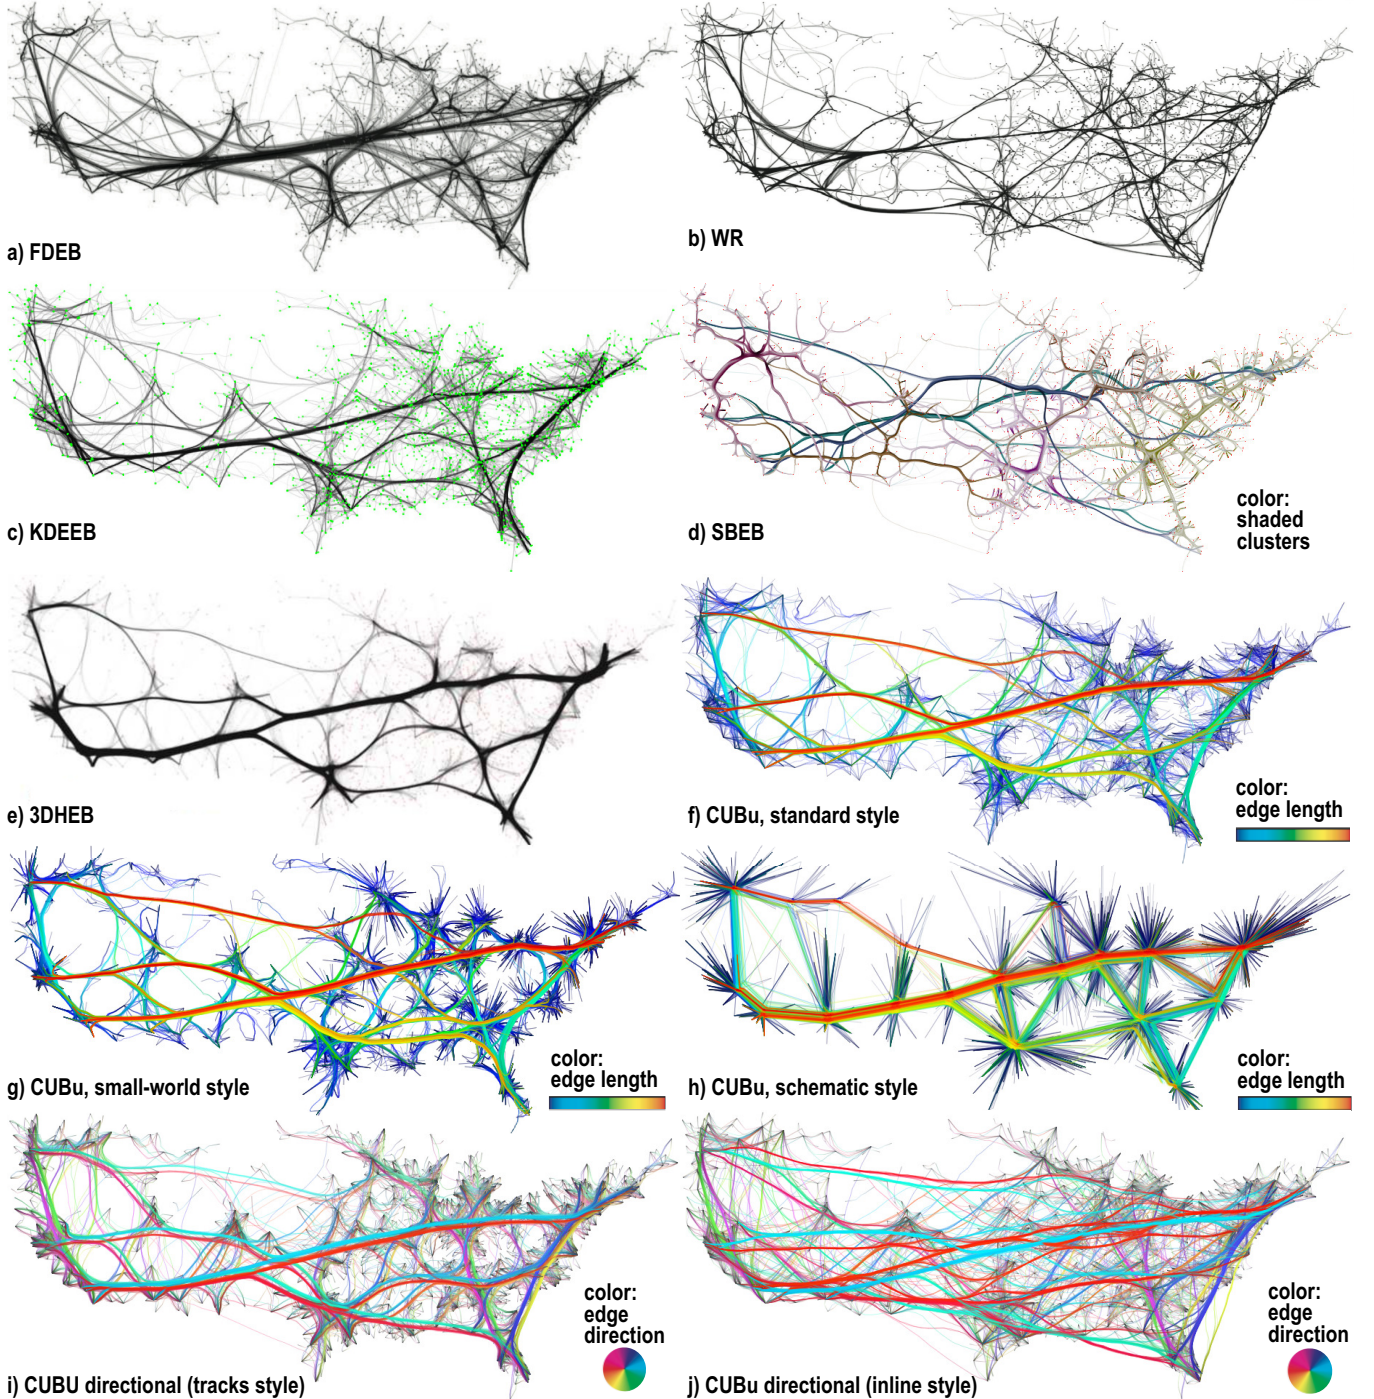 a) FDEB
b) WR
c) KDEEB
d) SBEB
color:
shaded
clusters
e) 3DHEB
f) CUBu, standard style
color:
edge length
g) CUBu, small-world style
color:
edge length
h) CUBu, schematic style
color:
edge length
i) CUBU directional (tracks style)
color:
edge
direction
j) CUBu directional (inline style)
color:
edge
direction